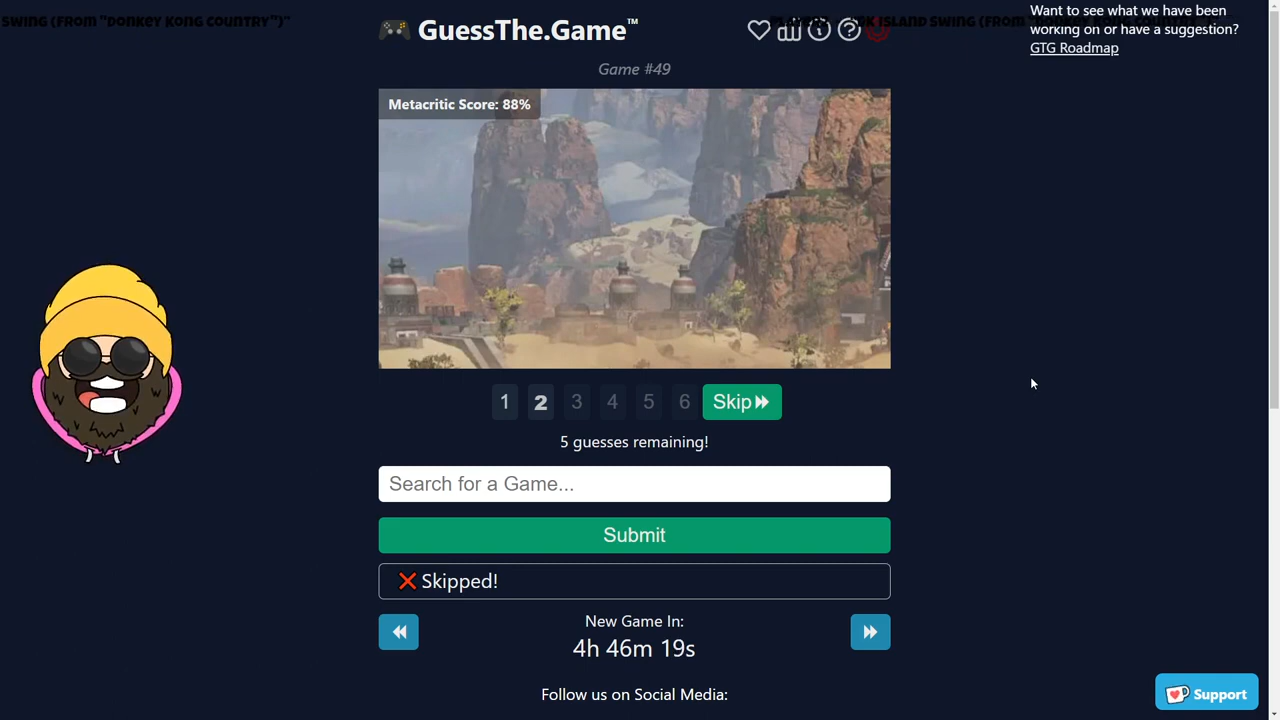 SWING (FROM "DONKEY KONG COUNTRY")"
GuessThe.Game™
Want to see what we have been
working on or have a suggestion?
GTG Roadmap
Game #49
Metacritic Score: 88%
1 2 3 4 5 6 Skip
5 guesses remaining!
Search for a Game...
Submit
❌ Skipped!
New Game In:
4h 46m 19s
Follow us on Social Media:
Support